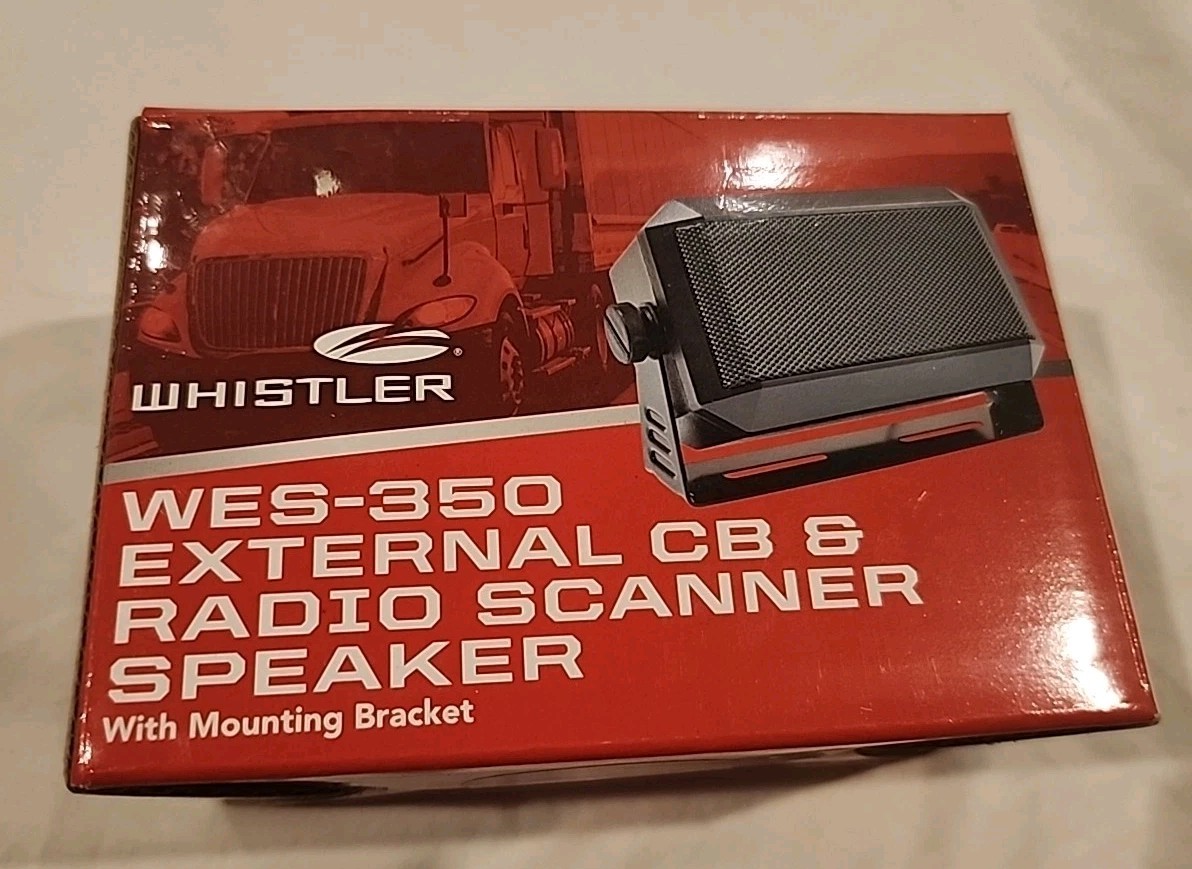 WHISTLER®
WES-350
EXTERNAL CB &
RADIO SCANNER
SPEAKER
With Mounting Bracket